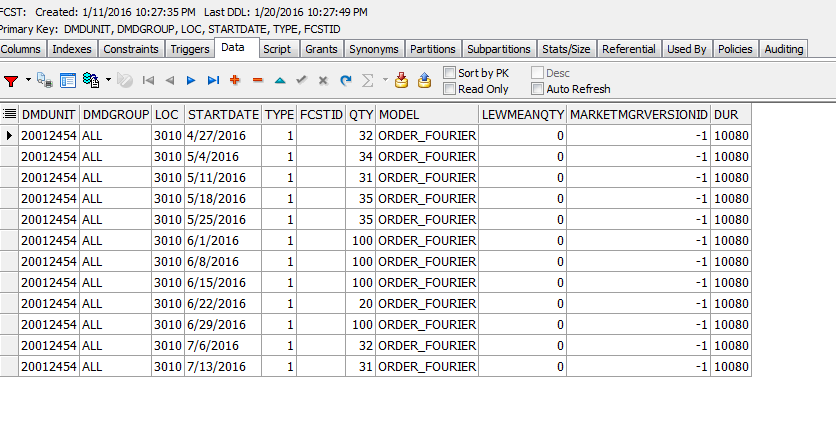 FCST: Created: 1/11/2016 10:27:35 PM Last DDL: 1/20/2016 10:27:49 PM
Primary Key: DMDUNIT, DMDGROUP, LOC, STARTDATE, TYPE, FCSTID
Columns Indexes Constraints Triggers Data Script Grants Synonyms Partitions Subpartitions Stats/Size Referential Used By Policies Auditing
Sort by PK Desc
Read Only Auto Refresh
DMDUNIT DMDGROUP LOC STARTDATE TYPE FCSTID QTY MODEL LEWMEANQTY MARKETMGRVERSIONID DUR
20012454 ALL 3010 4/27/2016 1 32 ORDER_FOURIER 0 -1 10080
20012454 ALL 3010 5/4/2016 1 34 ORDER_FOURIER 0 -1 10080
20012454 ALL 3010 5/11/2016 1 31 ORDER_FOURIER 0 -1 10080
20012454 ALL 3010 5/18/2016 1 35 ORDER_FOURIER 0 -1 10080
20012454 ALL 3010 5/25/2016 1 35 ORDER_FOURIER 0 -1 10080
20012454 ALL 3010 6/1/2016 1 100 ORDER_FOURIER 0 -1 10080
20012454 ALL 3010 6/8/2016 1 100 ORDER_FOURIER 0 -1 10080
20012454 ALL 3010 6/15/2016 1 100 ORDER_FOURIER 0 -1 10080
20012454 ALL 3010 6/22/2016 1 20 ORDER_FOURIER 0 -1 10080
20012454 ALL 3010 6/29/2016 1 100 ORDER_FOURIER 0 -1 10080
20012454 ALL 3010 7/6/2016 1 32 ORDER_FOURIER 0 -1 10080
20012454 ALL 3010 7/13/2016 1 31 ORDER_FOURIER 0 -1 10080